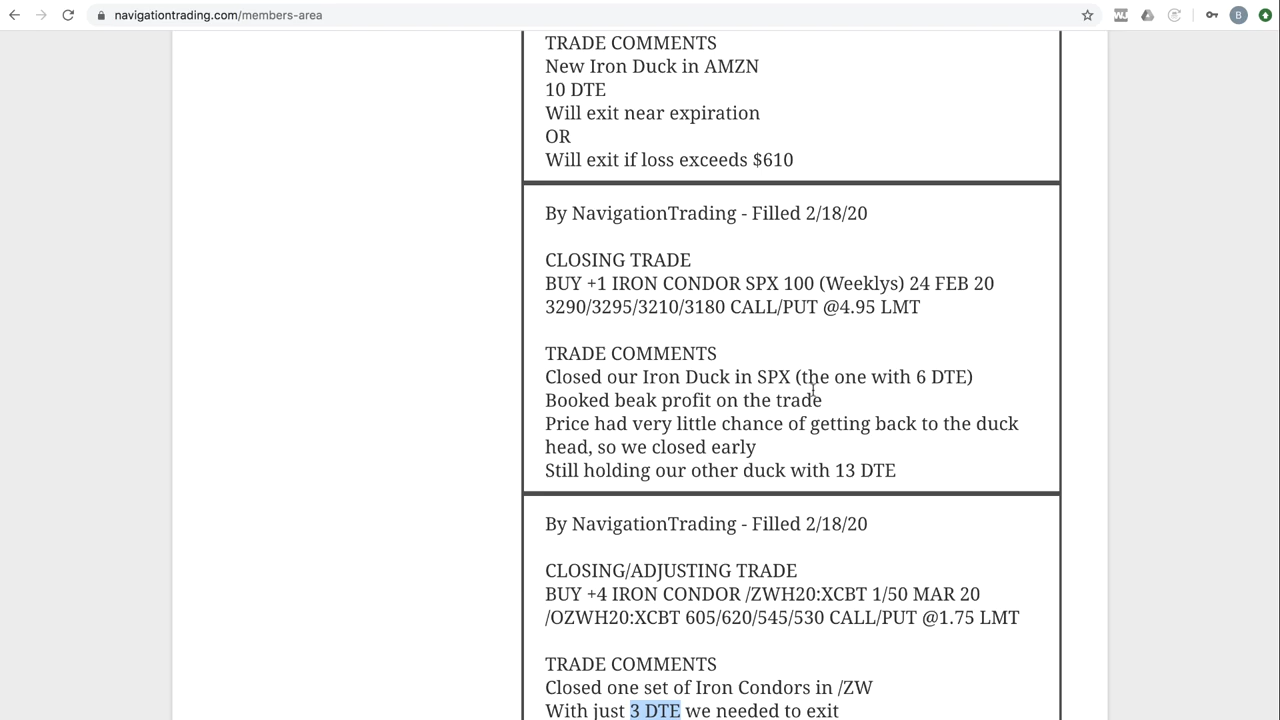 navigationtrading.com/members-area
B
TRADE COMMENTS
New Iron Duck in AMZN
10 DTE
Will exit near expiration
OR
Will exit if loss exceeds $610
By NavigationTrading - Filled 2/18/20
CLOSING TRADE
BUY +1 IRON CONDOR SPX 100 (Weeklys) 24 FEB 20
3290/3295/3210/3180 CALL/PUT @4.95 LMT
TRADE COMMENTS
Closed our Iron Duck in SPX (the one with 6 DTE)
Booked beak profit on the trade
Price had very little chance of getting back to the duck
head, so we closed early
Still holding our other duck with 13 DTE
By NavigationTrading - Filled 2/18/20
CLOSING/ADJUSTING TRADE
BUY +4 IRON CONDOR /ZWH20:XCBT 1/50 MAR 20
/OZWH20:XCBT 605/620/545/530 CALL/PUT @1.75 LMT
TRADE COMMENTS
Closed one set of Iron Condors in /ZW
With just 3 DTE we needed to exit